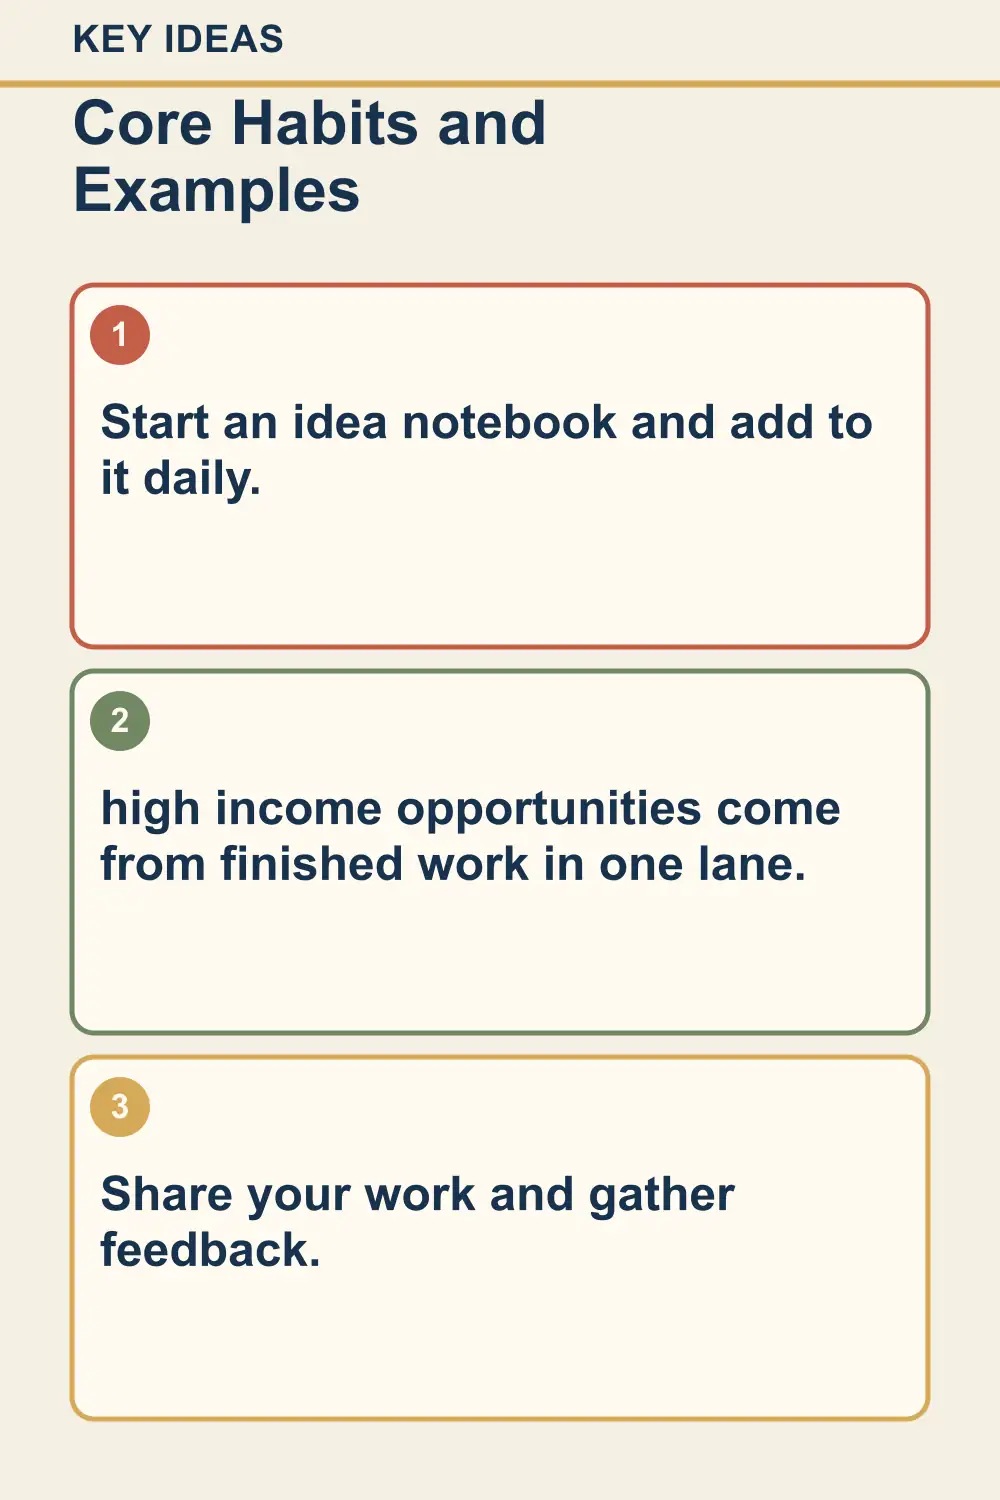 KEY IDEAS
Core Habits and
Examples
1
Start an idea notebook and add to
it daily.
2
high income opportunities come
from finished work in one lane.
3
Share your work and gather
feedback.